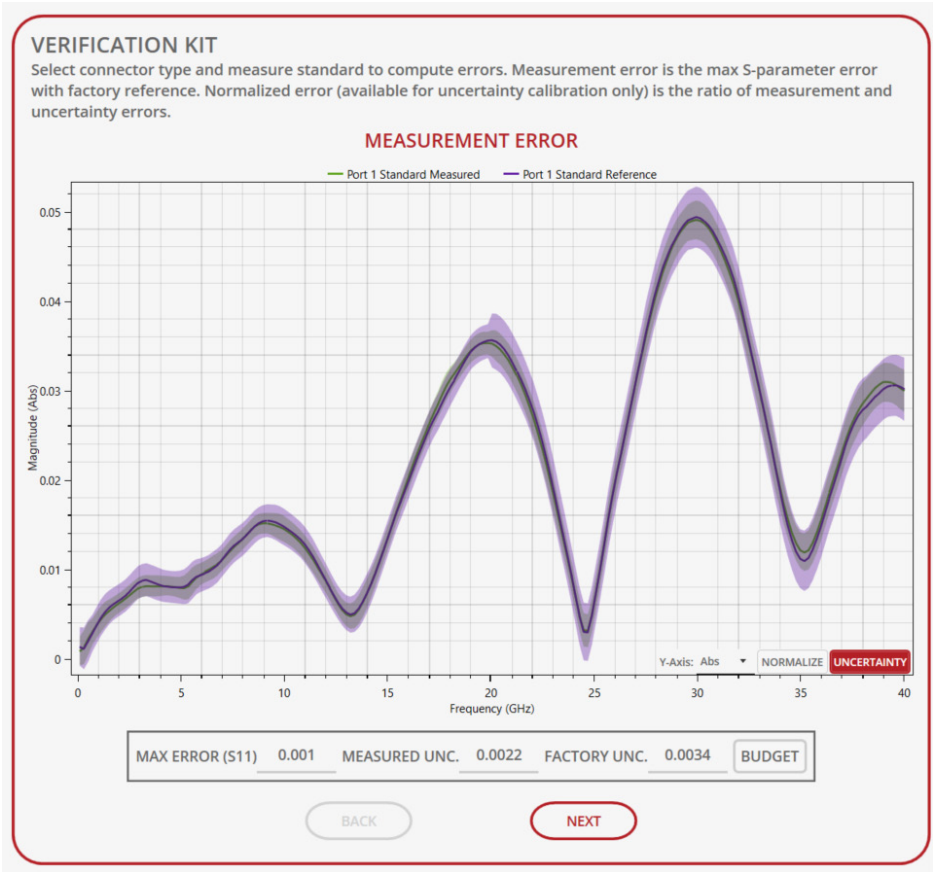 VERIFICATION KIT
Select connector type and measure standard to compute errors. Measurement error is the max S-parameter error
with factory reference. Normalized error (available for uncertainty calibration only) is the ratio of measurement and
uncertainty errors.
MEASUREMENT ERROR
Port 1 Standard Measured Port 1 Standard Reference
Magnitude (Abs)
0.05
0.04
0.03
0.02
0.01
0
Y-Axis: Abs NORMALIZE UNCERTAINTY
0 5 10 15 20 25 30 35 40
Frequency (GHz)
MAX ERROR (S11) 0.001 MEASURED UNC. 0.0022 FACTORY UNC. 0.0034 BUDGET
BACK NEXT